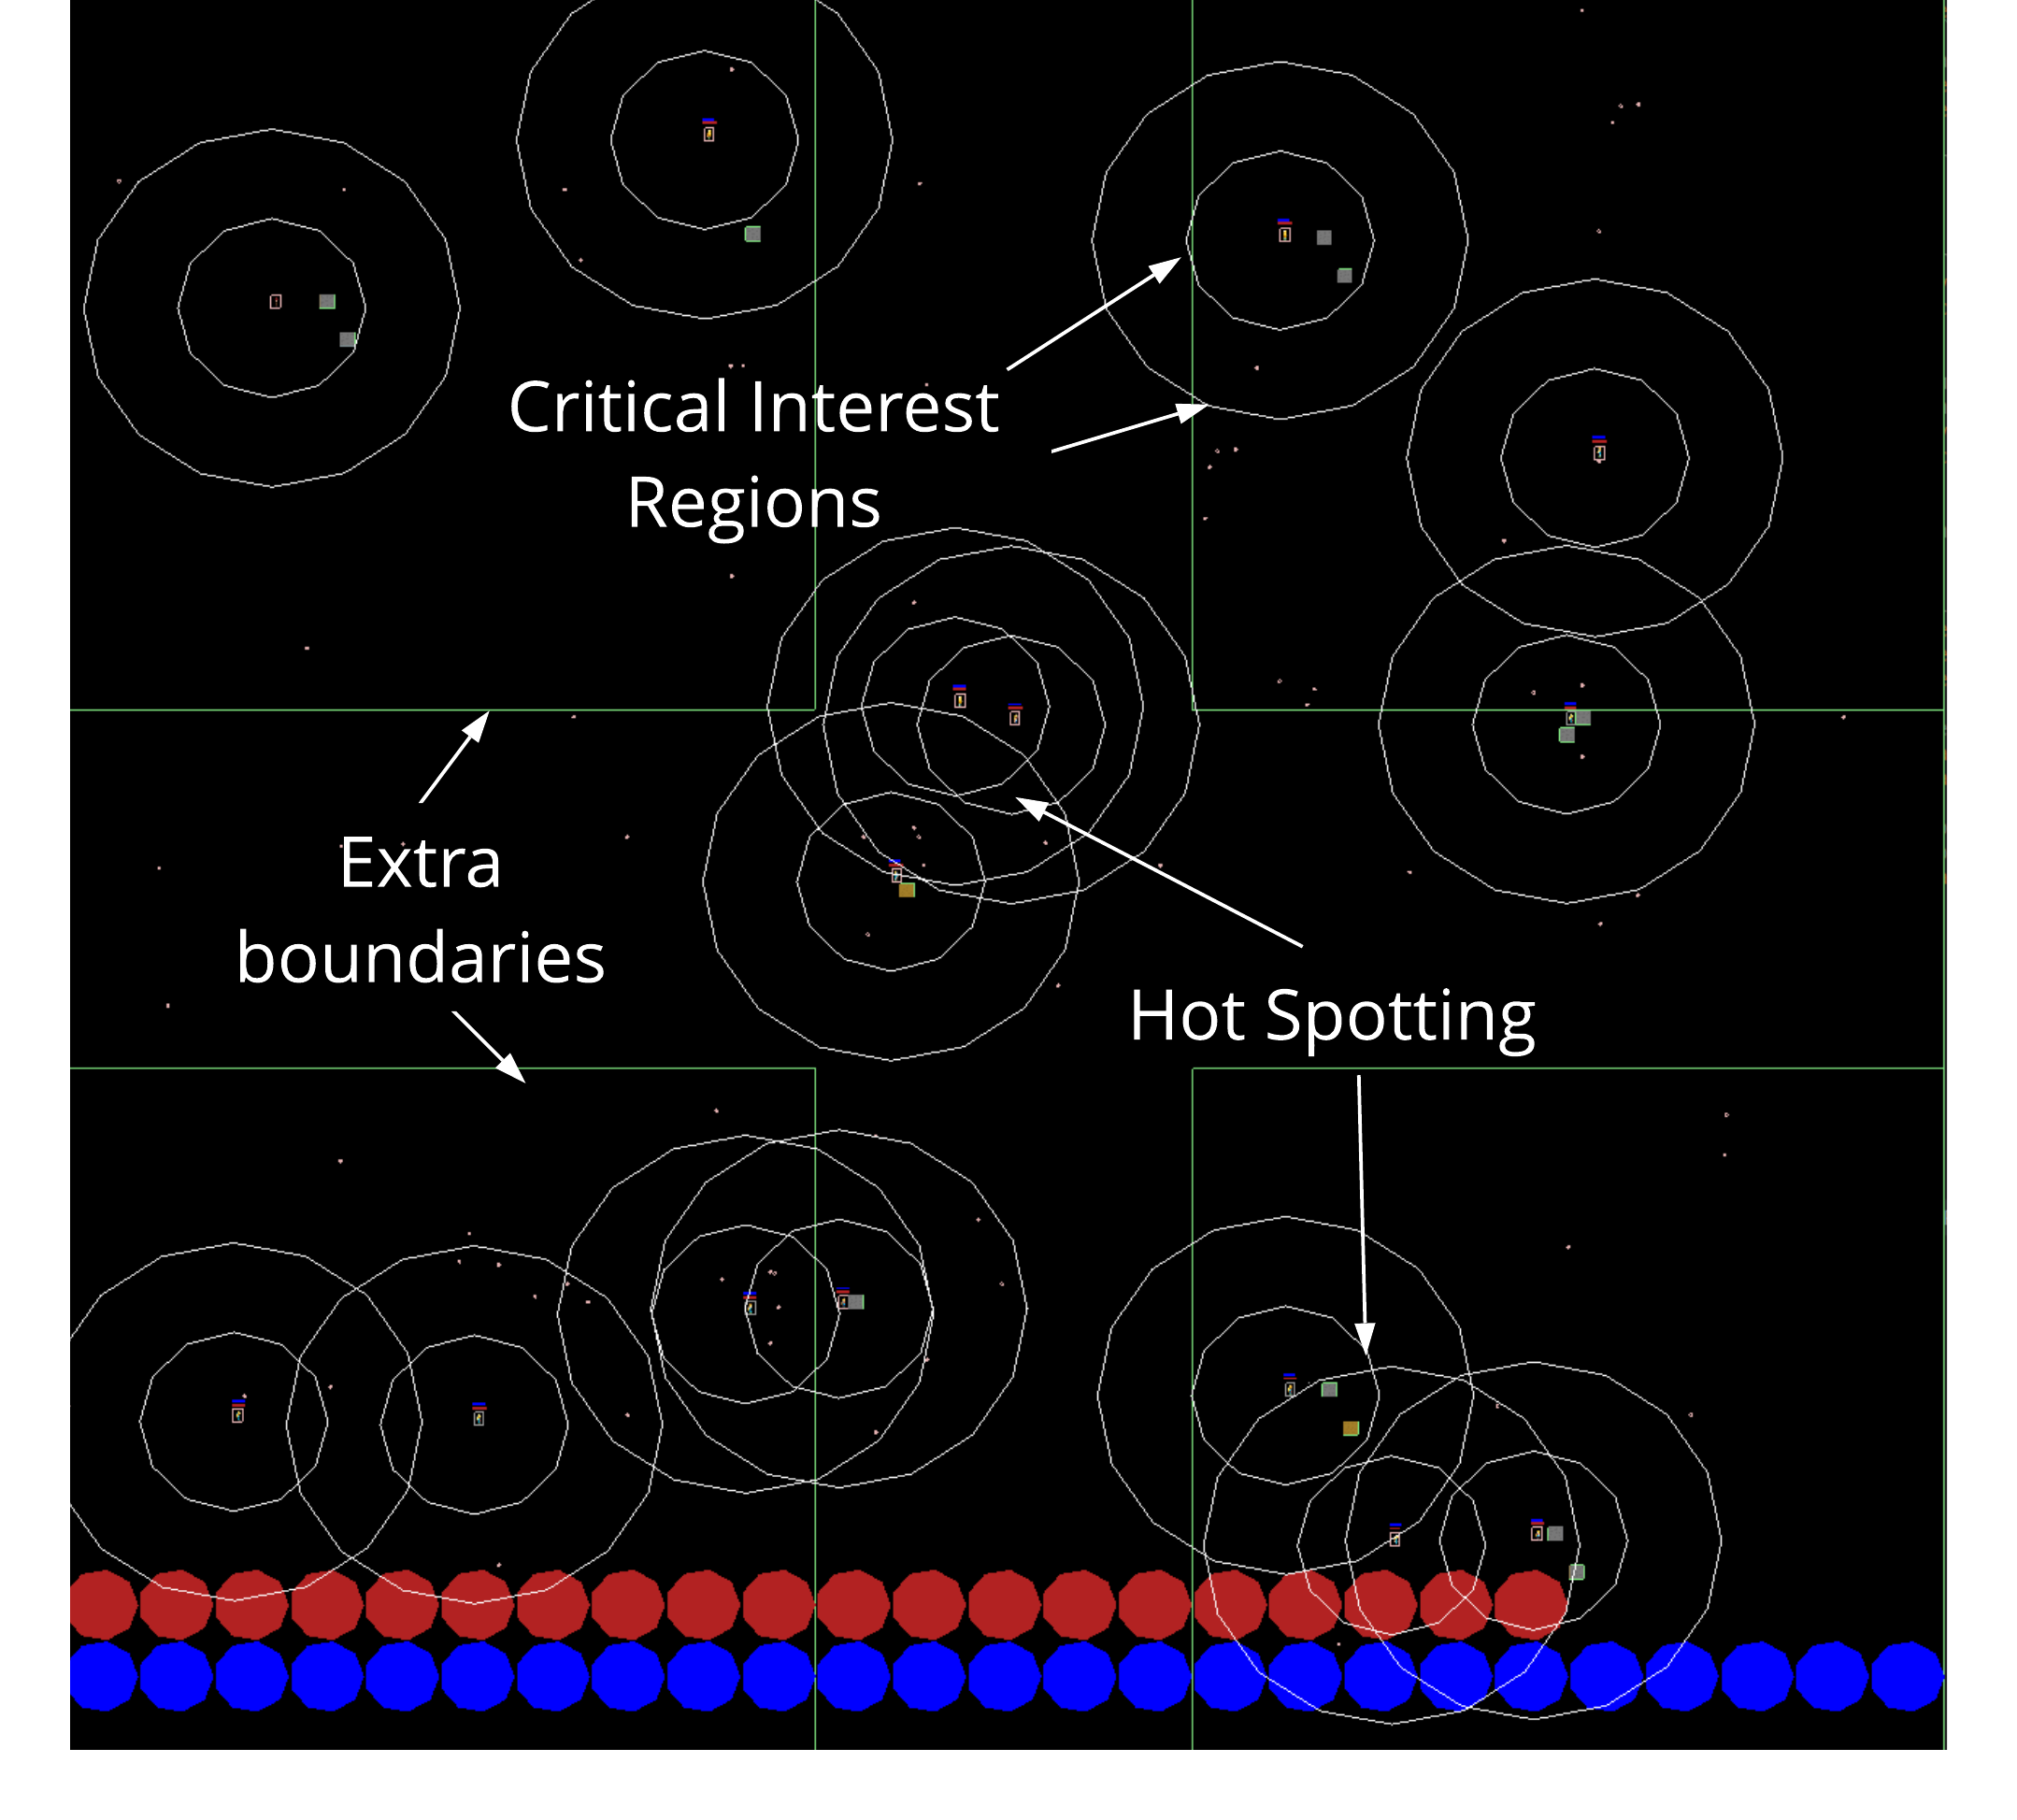 Critical Interest
Regions
Extra
boundaries
Hot Spotting